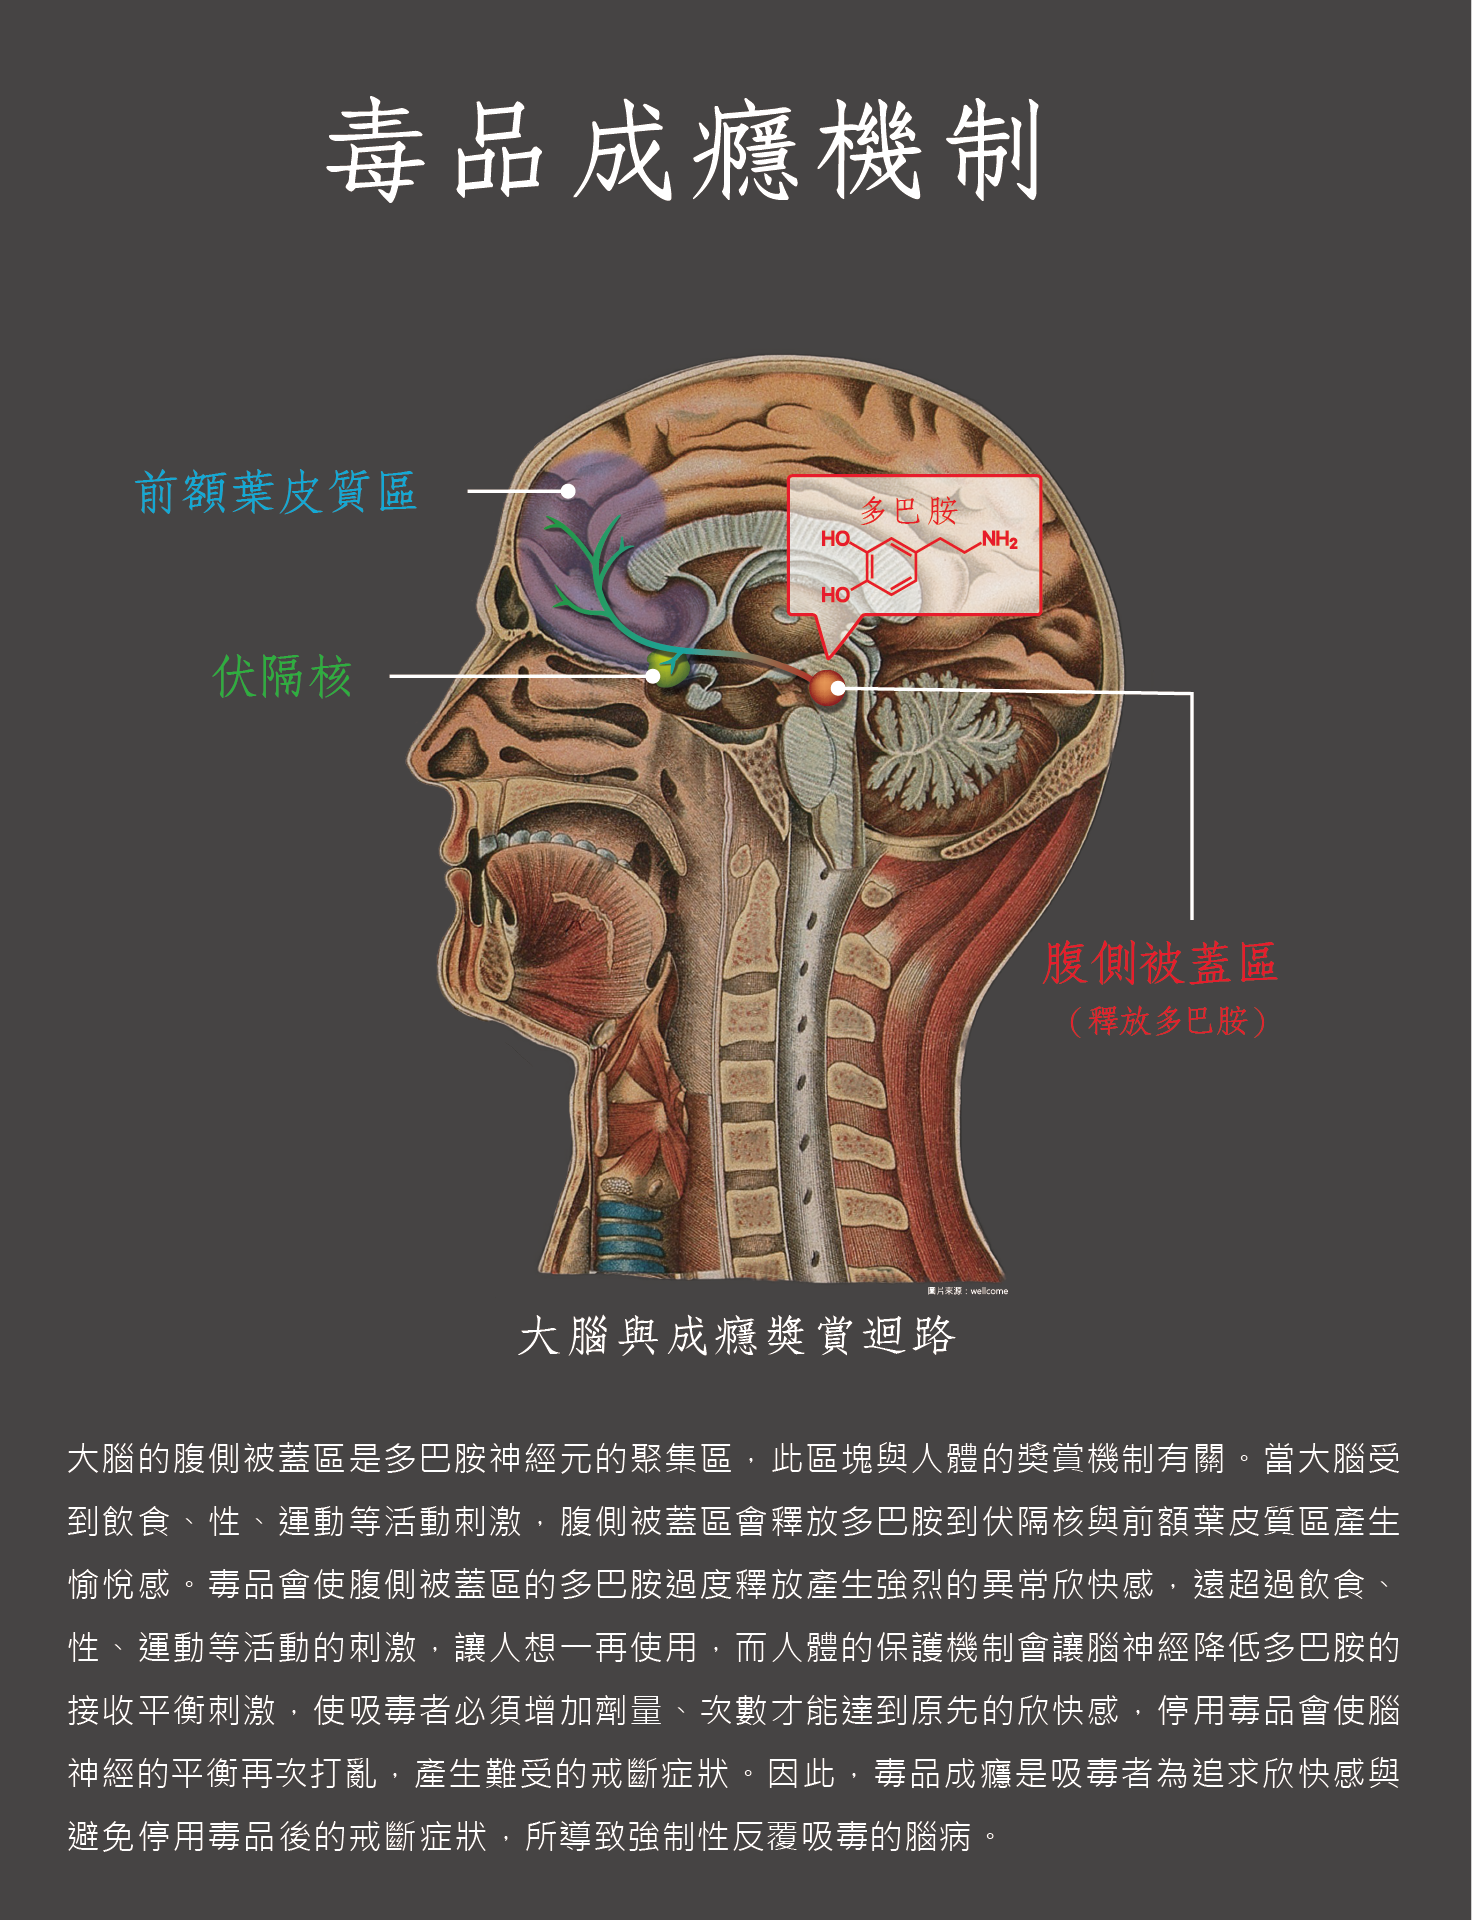 毒品成癮機制
前額葉皮質區
多巴胺
HO
NH2
HO
伏隔核
腹側被蓋區
（釋放多巴胺）
圖片來源：wellcome
大腦與成癮獎賞迴路
大腦的腹側被蓋區是多巴胺神經元的聚集區，此區塊與人體的獎賞機制有關。當大腦受
到飲食、性、運動等活動刺激，腹側被蓋區會釋放多巴胺到伏隔核與前額葉皮質區產生
愉悅感。毒品會使腹側被蓋區的多巴胺過度釋放產生強烈的異常欣快感，遠超過飲食、
性、運動等活動的刺激，讓人想一再使用，而人體的保護機制會讓腦神經降低多巴胺的
接收平衡刺激，使吸毒者必須增加劑量、次數才能達到原先的欣快感，停用毒品會使腦
神經的平衡再次打亂，產生難受的戒斷症狀。因此，毒品成癮是吸毒者為追求欣快感與
避免停用毒品後的戒斷症狀，所導致強制性反覆吸毒的腦病。